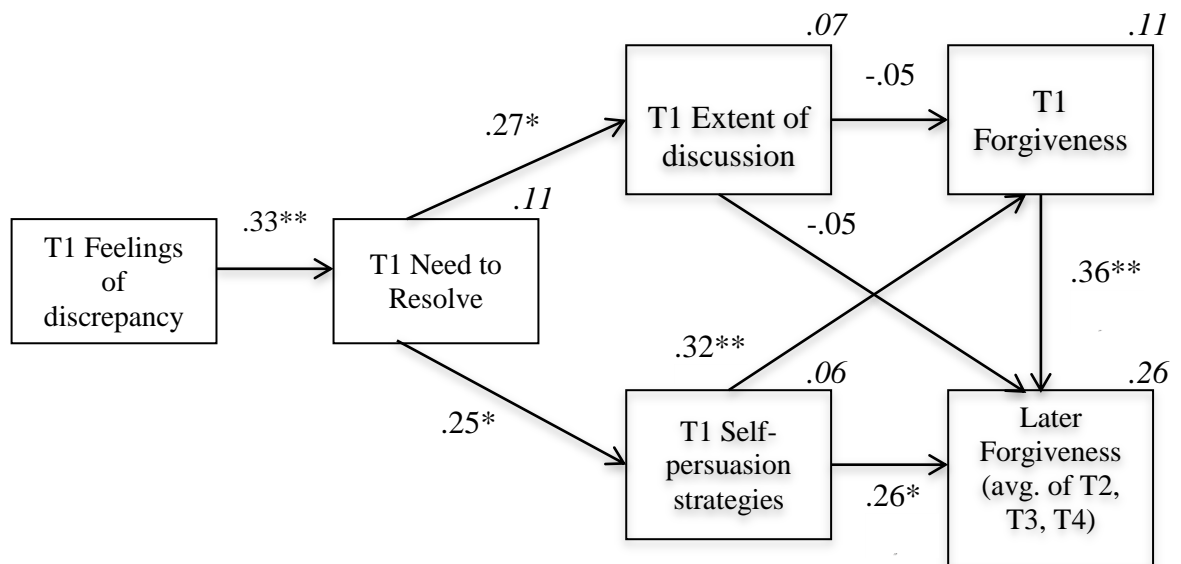 .07
.11
-.05
T1 Extent of
discussion
T1
Forgiveness
.27*
.11
.33**
-.05
T1 Feelings
of
discrepancy
T1 Need to
Resolve
.36**
.32**
.06
.26
.25*
T1 Self-
persuasion
strategies
.26*
Later
Forgiveness
(avg. of T2,
T3, T4)